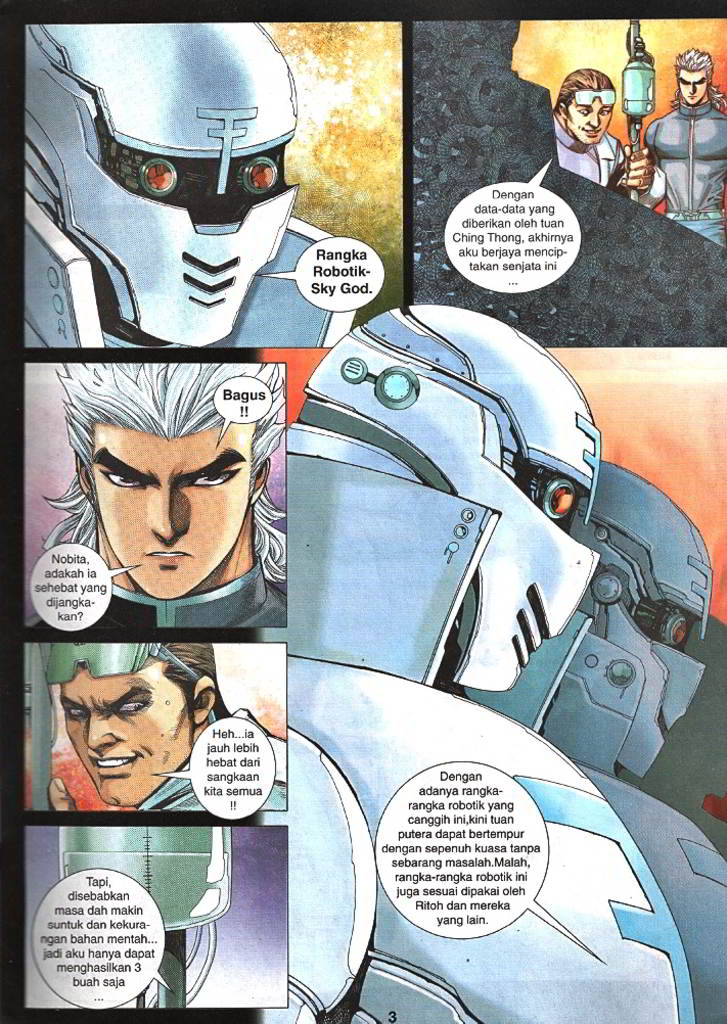 Rangka
Robotik-
Sky God.
Dengan
data-data yang
diberikan oleh tuan
Ching Thong, akhirnya
aku berjaya mencip-
takan senjata ini
...
Bagus
!!
Nobita,
adakah ia
sehebat yang
dijangka-
kan?
Heh...ia
jauh lebih
hebat dari
sangkaan
kita semua
!!
Tapi,
disebabkan
masa dah makin
suntuk dan kekura-
ngan bahan mentah...
jadi aku hanya dapat
menghasilkan 3
buah saja
...
Dengan
adanya rangka-
rangka robotik yang
canggih ini,kini tuan
putera dapat bertempur
dengan sepenuh kuasa tanpa
sebarang masalah.Malah,
rangka-rangka robotik ini
juga sesuai dipakai oleh
Ritoh dan mereka
yang lain.
3